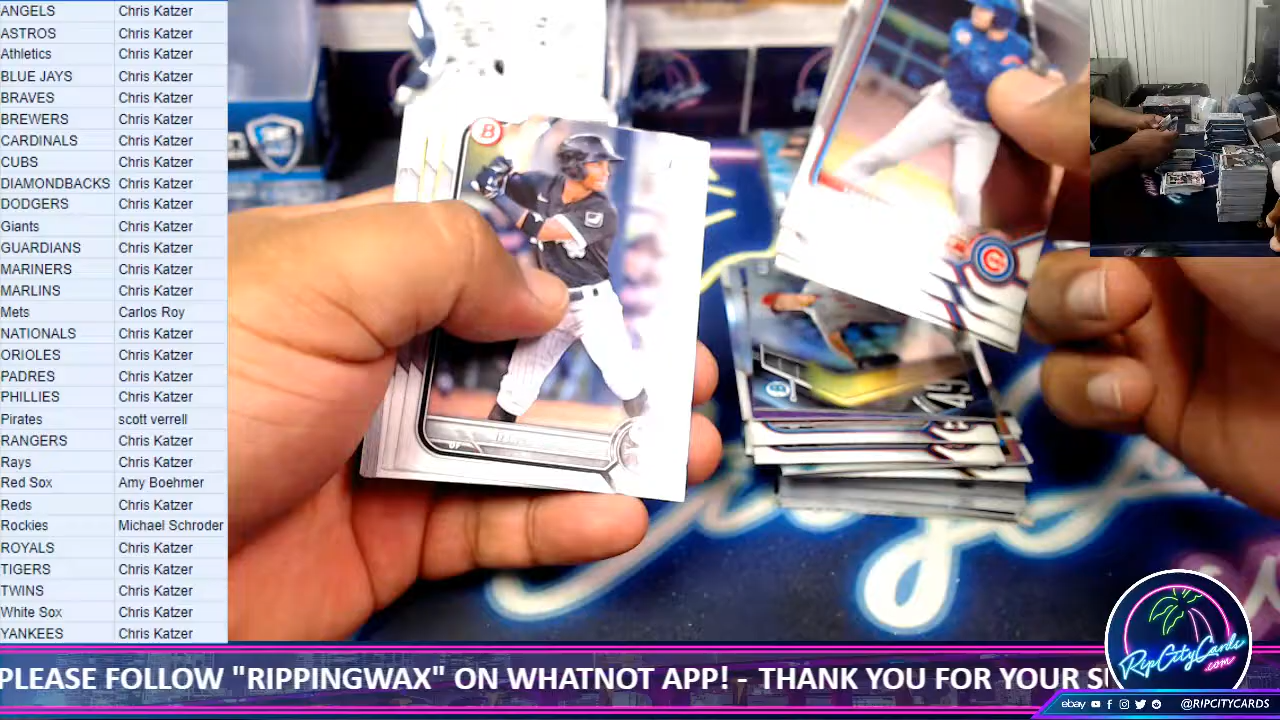 ANGELS Chris Katzer
ASTROS Chris Katzer
Athletics Chris Katzer
BLUE JAYS Chris Katzer
BRAVES Chris Katzer
BREWERS Chris Katzer
CARDINALS Chris Katzer
CUBS Chris Katzer
DIAMONDBACKS Chris Katzer
DODGERS Chris Katzer
Giants Chris Katzer
GUARDIANS Chris Katzer
MARINERS Chris Katzer
MARLINS Chris Katzer
Mets Carlos Roy
NATIONALS Chris Katzer
ORIOLES Chris Katzer
PADRES Chris Katzer
PHILLIES Chris Katzer
Pirates scott verrell
RANGERS Chris Katzer
Rays Chris Katzer
Red Sox Amy Boehmer
Reds Chris Katzer
Rockies Michael Schroder
ROYALS Chris Katzer
TIGERS Chris Katzer
TWINS Chris Katzer
White Sox Chris Katzer
YANKEES Chris Katzer
B
C
RipCityCards
.com
PLEASE FOLLOW "RIPPINGWAX" ON WHATNOT APP! - THANK YOU FOR YOUR
ebay @RIPCITYCARDS